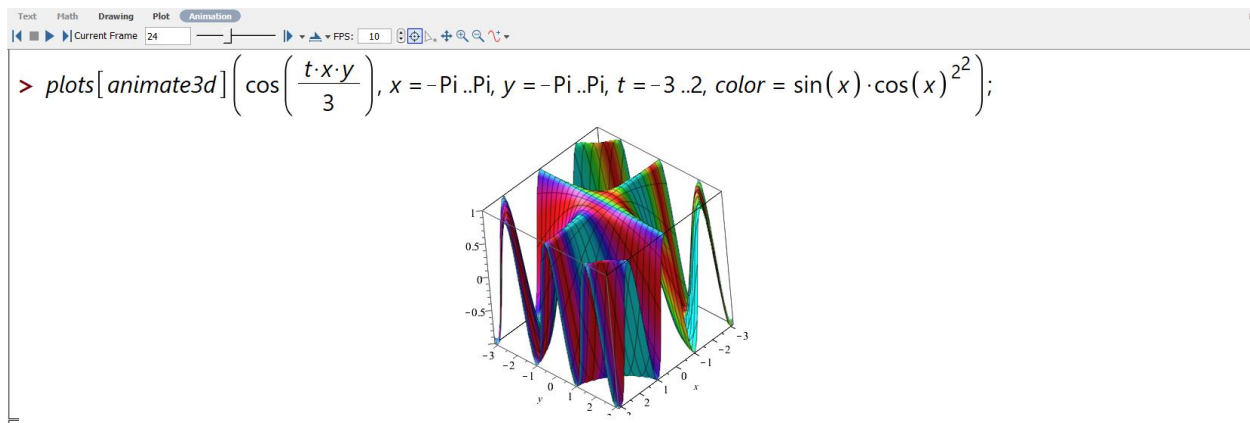 Text Math Drawing Plot Animation
Current Frame 24 FPS: 10
> plots[animate3d](cos(t·x·y/3), x = −Pi ..Pi, y = −Pi ..Pi, t = −3 ..2, color = sin(x)·cos(x)^2^2);
1
0.5
0
−0.5
−3 −2 −1 0 1 2
y
2 1 0 −1 −2 −3
x